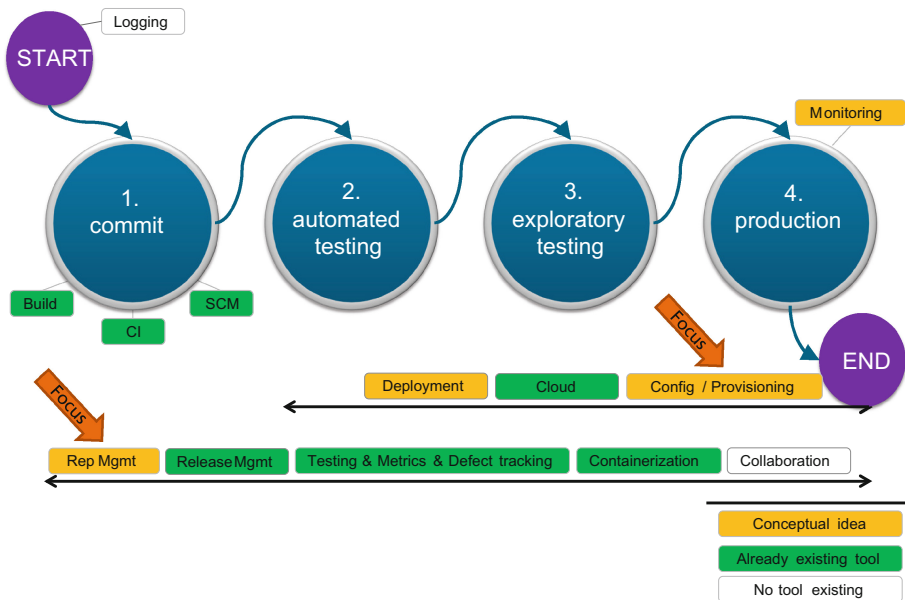 START
Logging
Monitoring
1.
commit
2.
automated
testing
3.
exploratory
testing
4.
production
Build
CI
SCM
Focus
END
Deployment
Cloud
Config / Provisioning
Focus
Rep Mgmt
Release Mgmt
Testing & Metrics & Defect tracking
Containerization
Collaboration
Conceptual idea
Already existing tool
No tool existing